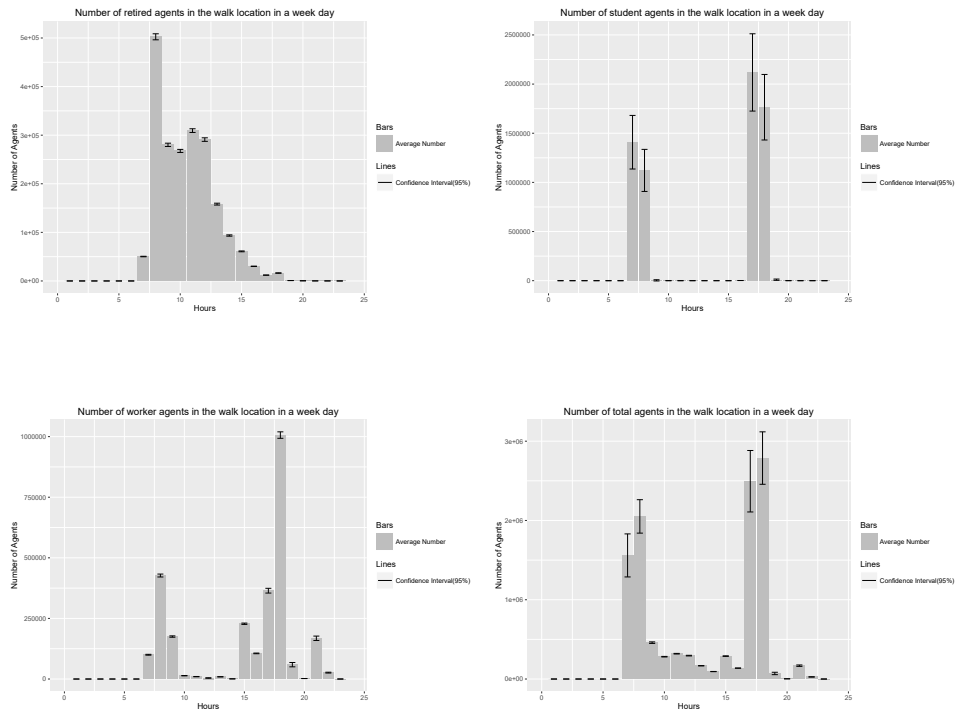 Number of retired agents in the walk location in a week day
5e+05
4e+05
3e+05
2e+05
1e+05
0e+00
Number of Agents
0 5 10 15 20 25
Hours
Bars
Average Number
Lines
Confidence Interval(95%)
Number of student agents in the walk location in a week day
2500000
2000000
1500000
1000000
500000
0
Number of Agents
0 5 10 15 20 25
Hours
Bars
Average Number
Lines
Confidence Interval(95%)
Number of worker agents in the walk location in a week day
1000000
750000
500000
250000
0
Number of Agents
0 5 10 15 20 25
Hours
Bars
Average Number
Lines
Confidence Interval(95%)
Number of total agents in the walk location in a week day
3e+06
2e+06
1e+06
0e+00
Number of Agents
0 5 10 15 20 25
Hours
Bars
Average Number
Lines
Confidence Interval(95%)